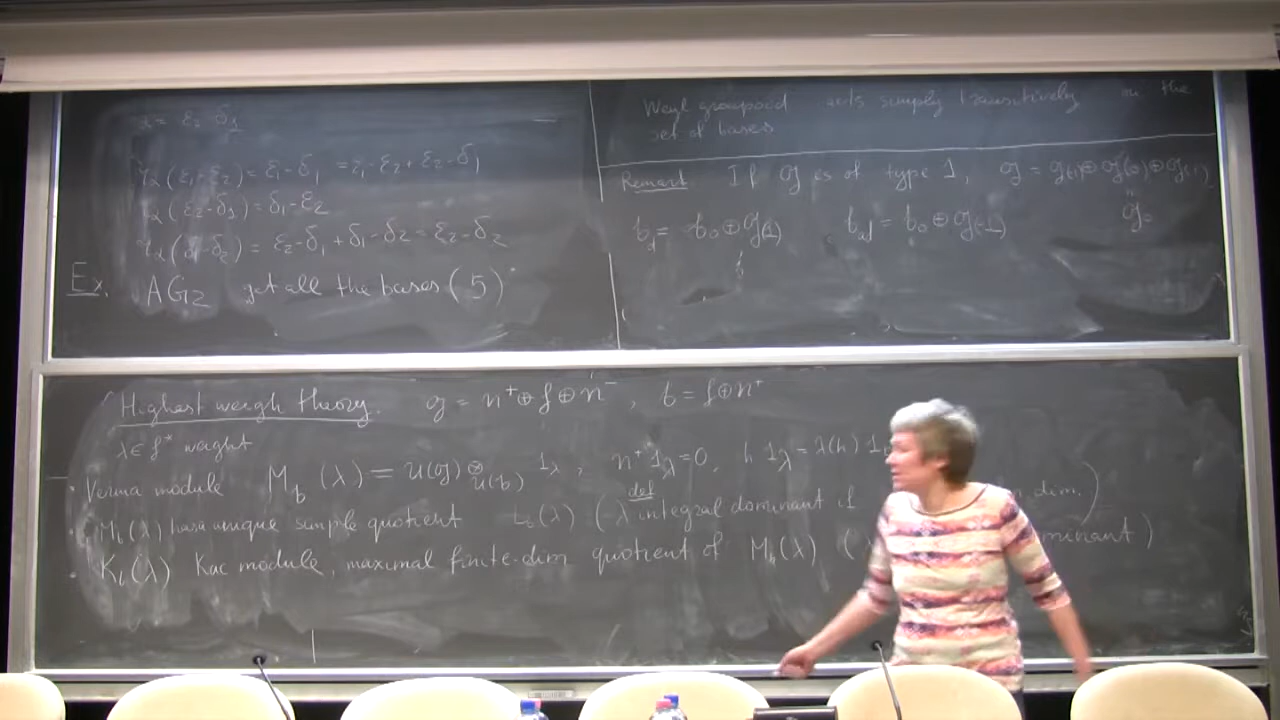 α = ε₂ - δ₁
r_α(ε₁-ε₂) = ε₁-δ₁ = ε₁-ε₂ + ε₂-δ₁
r_α(ε₂-δ₁) = δ₁-ε₂
r_α(δ₁-δ₂) = ε₂-δ₁ + δ₁-δ₂ = ε₂-δ₂
Ex. AG₂ get all the bases (5)
Weyl groupoid acts simply transitively on the
set of bases
Remark If 𝔤 is of type 1, 𝔤 = 𝔤(-1)⊕𝔤(0)⊕𝔤(1)
𝔤₀
𝔟_d = 𝔟₀⊕𝔤(1) 𝔟_ad = 𝔟₀⊕𝔤(-1)
Highest weigh theory. 𝔤 = n⁺⊕𝔥⊕n⁻, 𝔟 = 𝔥⊕n⁺
λ∈𝔥* weight
Verma module M_b(λ) = U(𝔤)⊗_{U(𝔟)} 1_λ, n⁺1_λ = 0, h 1_λ = λ(h) 1
M_b(λ) has unique simple quotient L_b(λ) (λ integral dominant if dim.)
def
K_b(λ) Kac module, maximal finite-dim quotient of M_b(λ) (